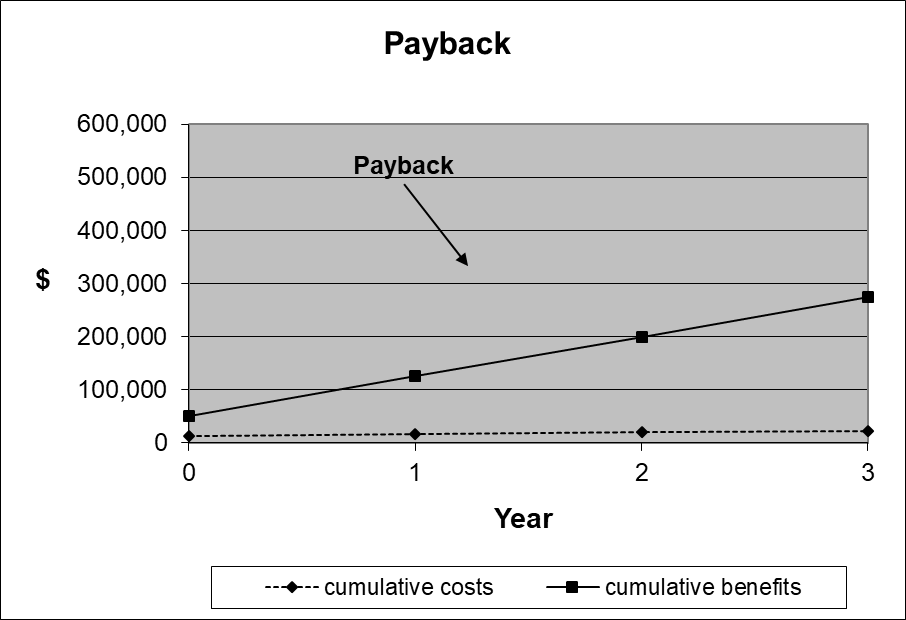 Payback
600,000
500,000
400,000
300,000
200,000
100,000
0
Payback
$
0 1 2 3
Year
cumulative costs cumulative benefits